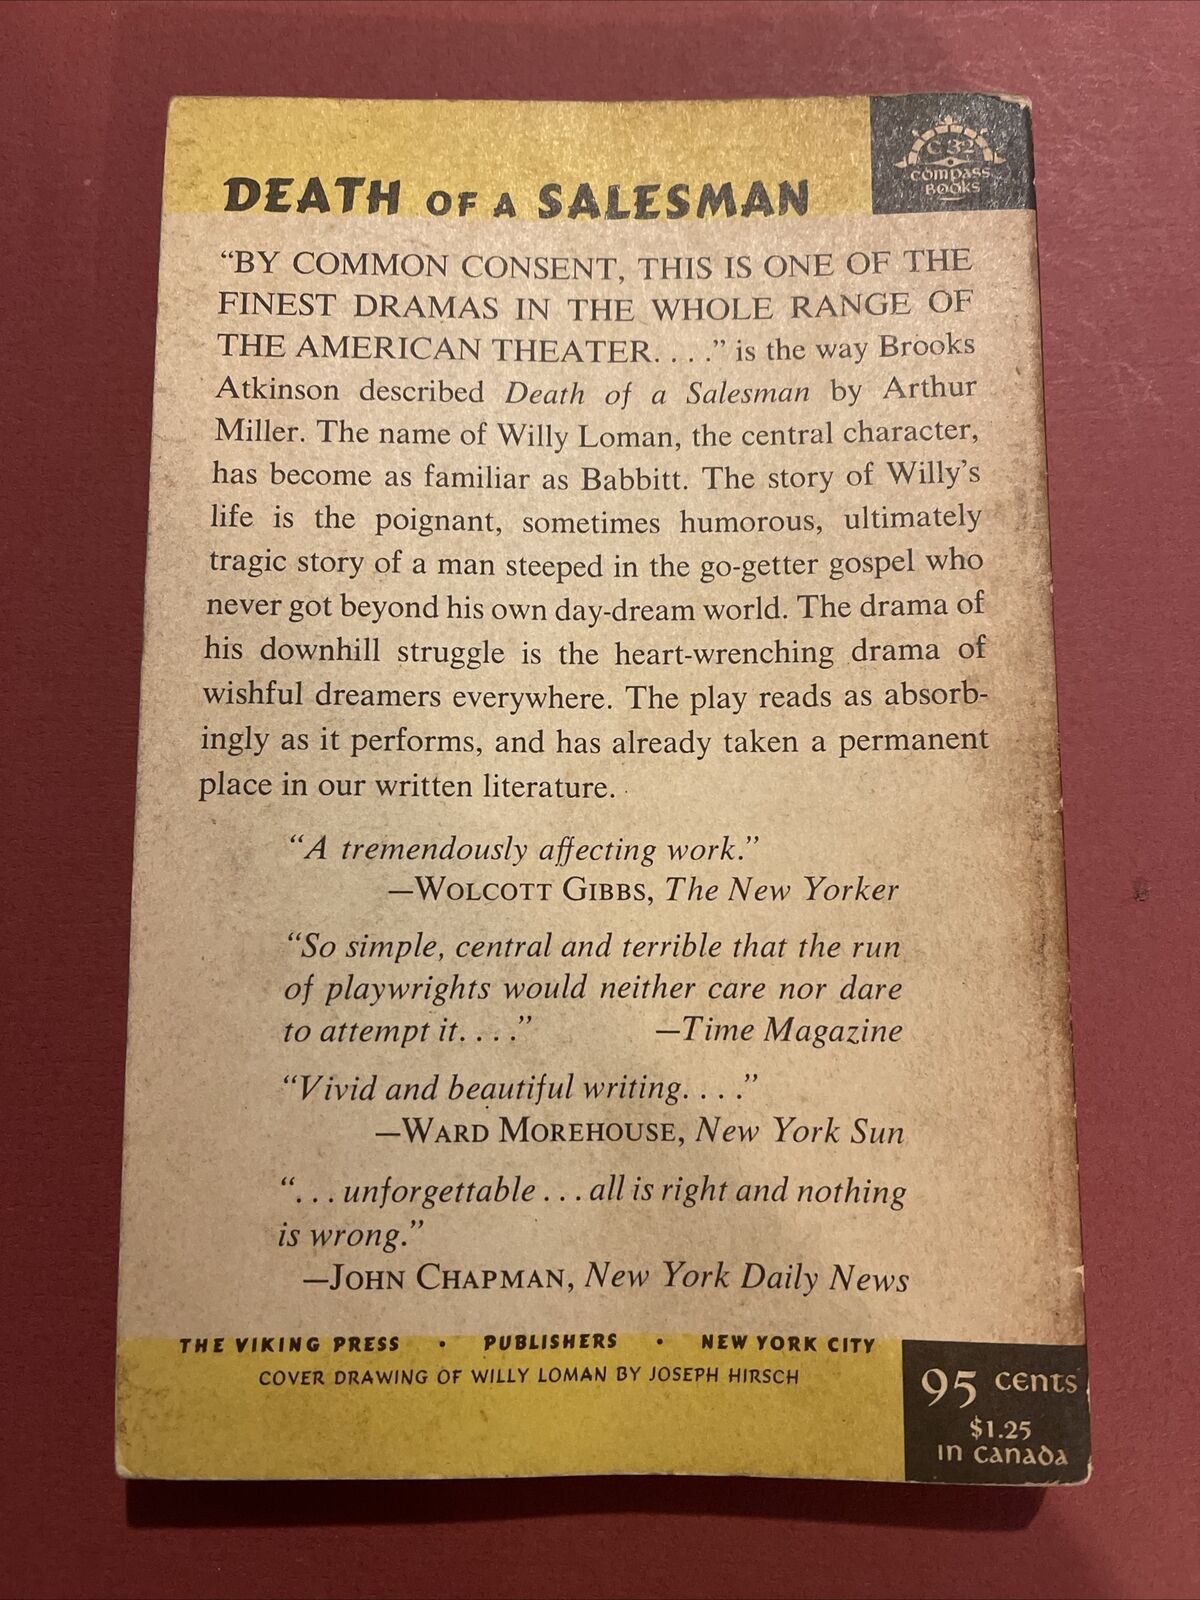 C 32
COMPASS
BOOKS
DEATH OF A SALESMAN
“BY COMMON CONSENT, THIS IS ONE OF THE
FINEST DRAMAS IN THE WHOLE RANGE OF
THE AMERICAN THEATER. . . .” is the way Brooks
Atkinson described Death of a Salesman by Arthur
Miller. The name of Willy Loman, the central character,
has become as familiar as Babbitt. The story of Willy’s
life is the poignant, sometimes humorous, ultimately
tragic story of a man steeped in the go-getter gospel who
never got beyond his own day-dream world. The drama of
his downhill struggle is the heart-wrenching drama of
wishful dreamers everywhere. The play reads as absorb-
ingly as it performs, and has already taken a permanent
place in our written literature.
“A tremendously affecting work.”
—WOLCOTT GIBBS, The New Yorker
“So simple, central and terrible that the run
of playwrights would neither care nor dare
to attempt it. . . .” —Time Magazine
“Vivid and beautiful writing. . . .”
—WARD MOREHOUSE, New York Sun
“. . . unforgettable . . . all is right and nothing
is wrong.”
—JOHN CHAPMAN, New York Daily News
THE VIKING PRESS • PUBLISHERS • NEW YORK CITY
COVER DRAWING OF WILLY LOMAN BY JOSEPH HIRSCH
95 cents
$1.25
in canada